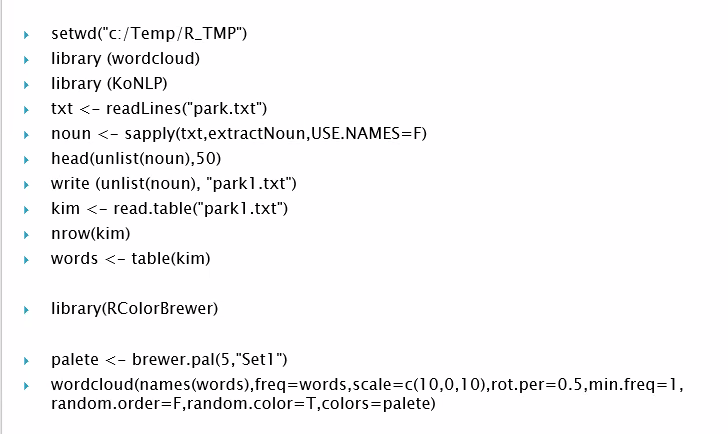 setwd("c:/Temp/R_TMP")
library (wordcloud)
library (KoNLP)
txt <- readLines("park.txt")
noun <- sapply(txt,extractNoun,USE.NAMES=F)
head(unlist(noun),50)
write (unlist(noun), "park1.txt")
kim <- read.table("park1.txt")
nrow(kim)
words <- table(kim)
library(RColorBrewer)
palete <- brewer.pal(5,"Set1")
wordcloud(names(words),freq=words,scale=c(10,0,10),rot.per=0.5,min.freq=1,
random.order=F,random.color=T,colors=palete)